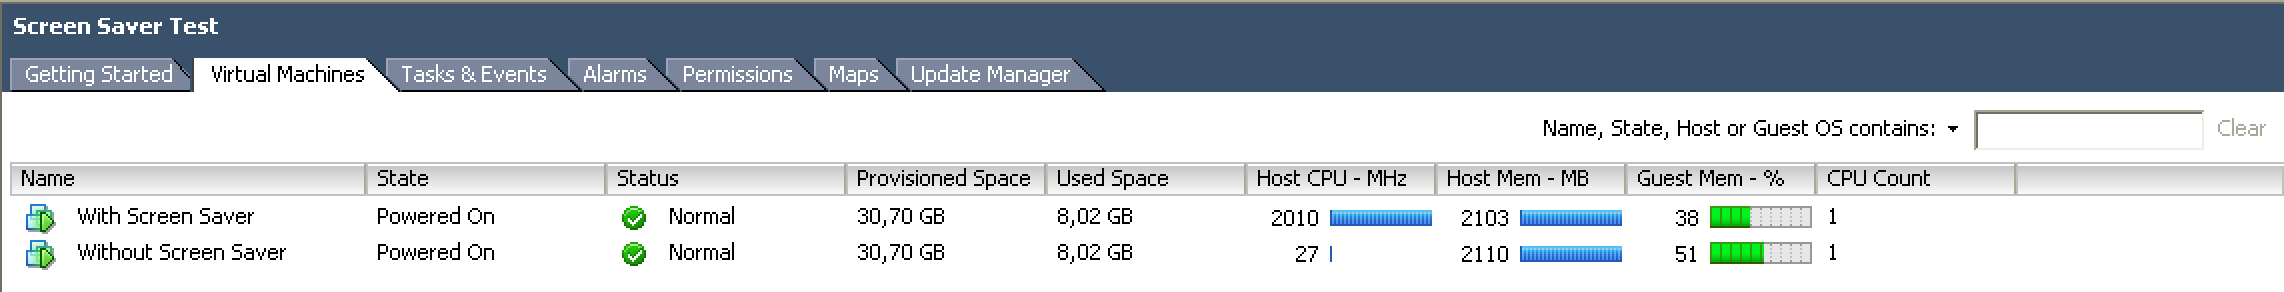 Screen Saver Test
Getting Started Virtual Machines Tasks & Events Alarms Permissions Maps Update Manager
Name, State, Host or Guest OS contains: Clear
Name State Status Provisioned Space Used Space Host CPU - MHz Host Mem - MB Guest Mem - % CPU Count
With Screen Saver Powered On Normal 30,70 GB 8,02 GB 2010 2103 38 1
Without Screen Saver Powered On Normal 30,70 GB 8,02 GB 27 2110 51 1